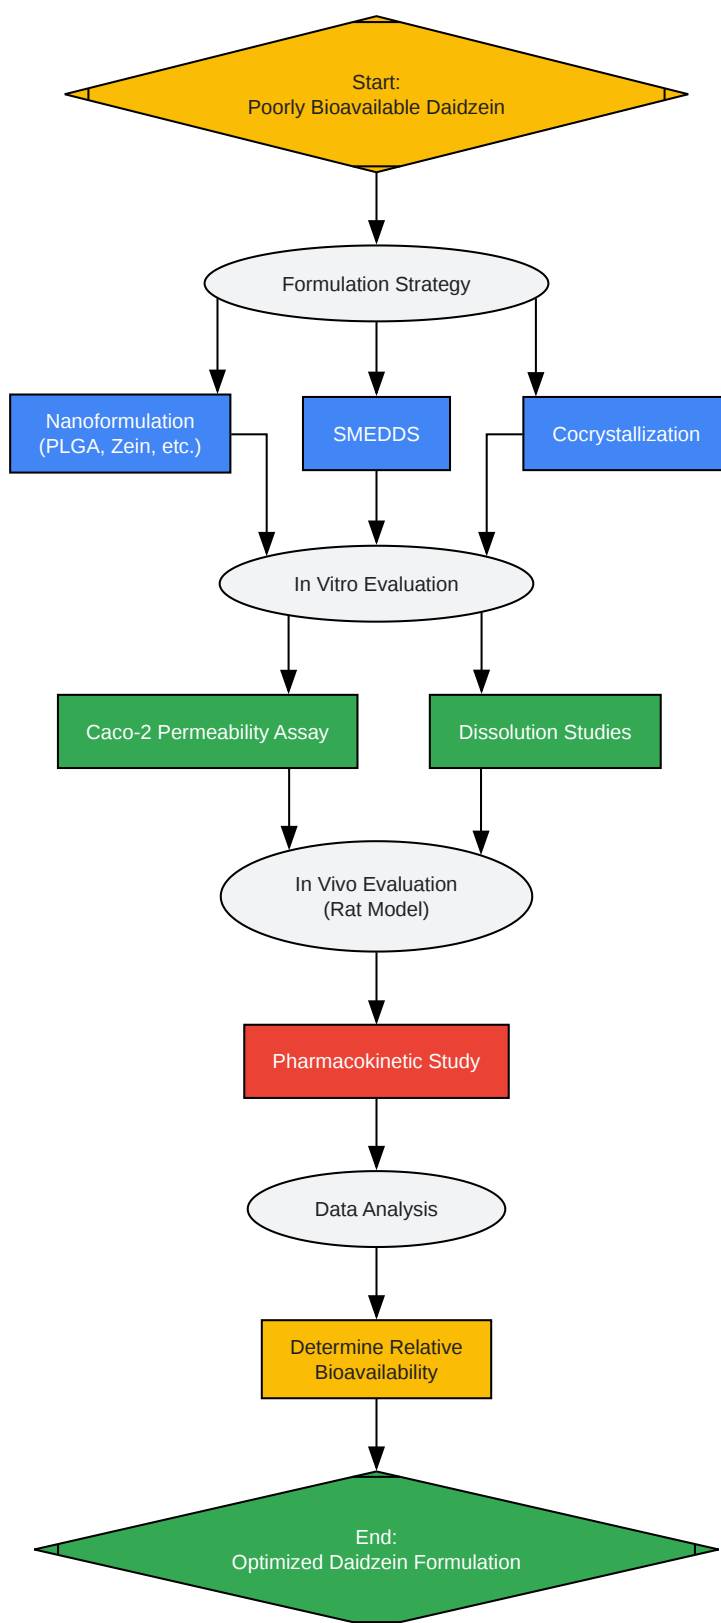 Start:
Poorly Bioavailable Daidzein
Formulation Strategy
Nanoformulation
(PLGA, Zein, etc.)
SMEDDS
Cocrystallization
In Vitro Evaluation
Caco-2 Permeability Assay
Dissolution Studies
In Vivo Evaluation
(Rat Model)
Pharmacokinetic Study
Data Analysis
Determine Relative
Bioavailability
End:
Optimized Daidzein Formulation